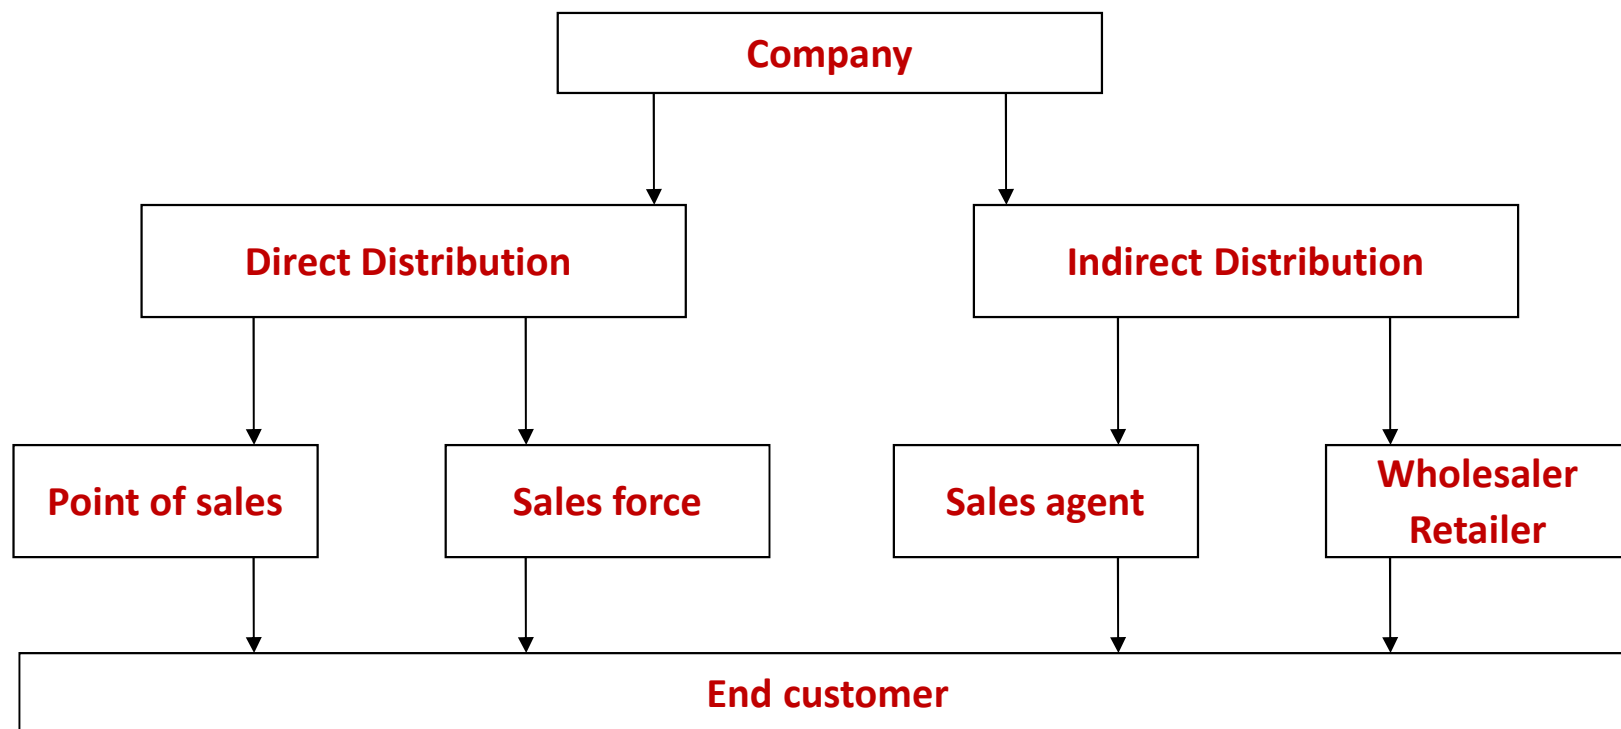 Company
Direct Distribution
Indirect Distribution
Point of sales
Sales force
Sales agent
Wholesaler
Retailer
End customer